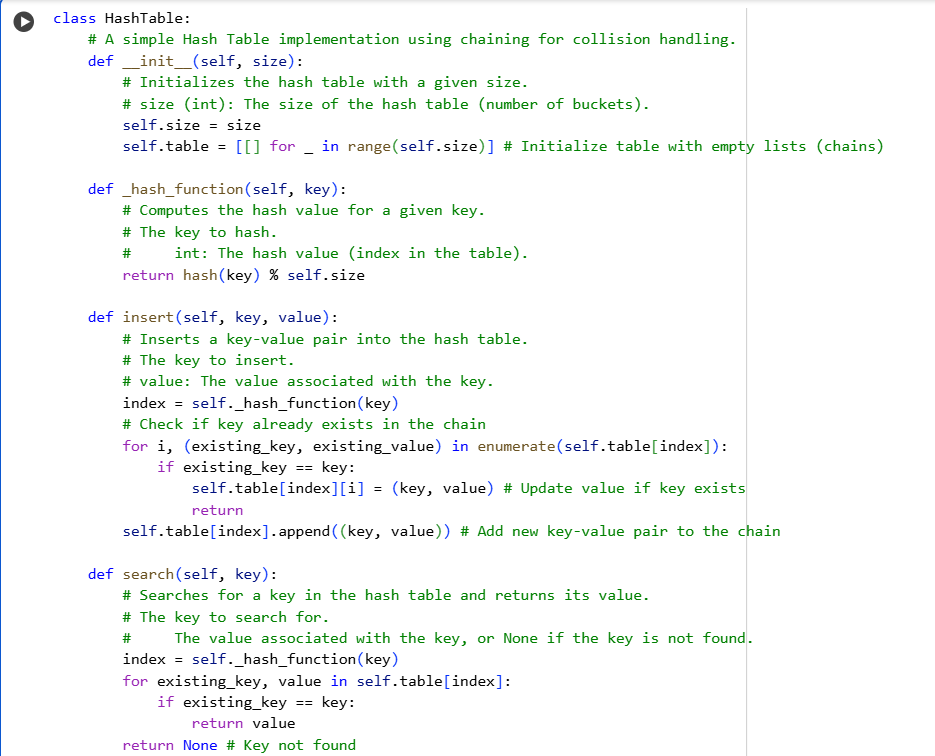 class HashTable:
    # A simple Hash Table implementation using chaining for collision handling.
    def __init__(self, size):
        # Initializes the hash table with a given size.
        # size (int): The size of the hash table (number of buckets).
        self.size = size
        self.table = [[] for _ in range(self.size)] # Initialize table with empty lists (chains)

    def _hash_function(self, key):
        # Computes the hash value for a given key.
        # The key to hash.
        #     int: The hash value (index in the table).
        return hash(key) % self.size

    def insert(self, key, value):
        # Inserts a key-value pair into the hash table.
        # The key to insert.
        # value: The value associated with the key.
        index = self._hash_function(key)
        # Check if key already exists in the chain
        for i, (existing_key, existing_value) in enumerate(self.table[index]):
            if existing_key == key:
                self.table[index][i] = (key, value) # Update value if key exists
                return
        self.table[index].append((key, value)) # Add new key-value pair to the chain

    def search(self, key):
        # Searches for a key in the hash table and returns its value.
        # The key to search for.
        #     The value associated with the key, or None if the key is not found.
        index = self._hash_function(key)
        for existing_key, value in self.table[index]:
            if existing_key == key:
                return value
        return None # Key not found